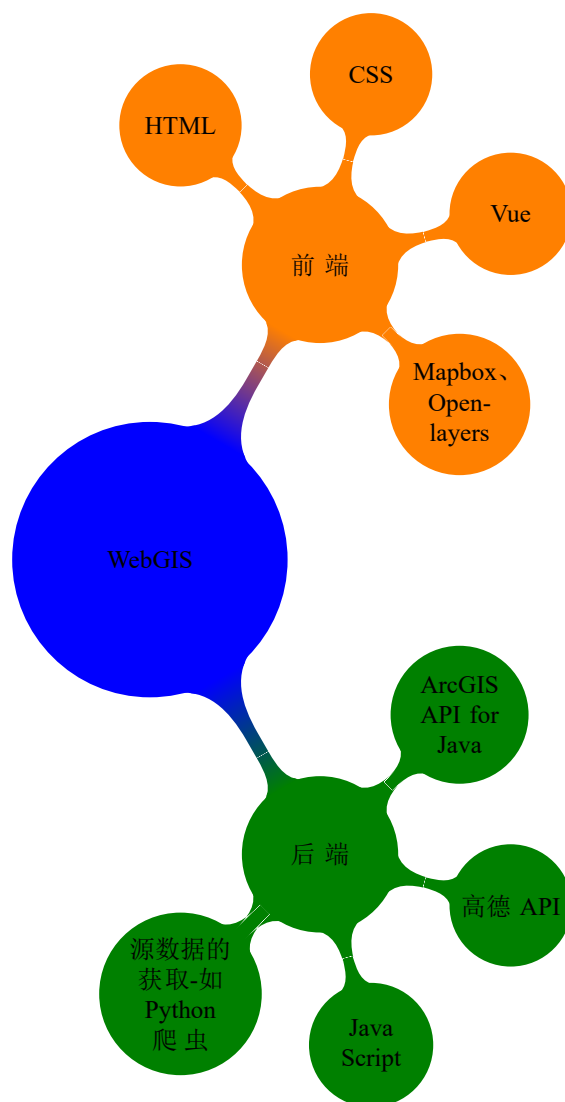 CSS
HTML
Vue
前 端
Mapbox、
Open-
layers
WebGIS
ArcGIS
API for
Java
后 端
高德 API
源数据的
获取-如
Python
爬 虫
Java
Script